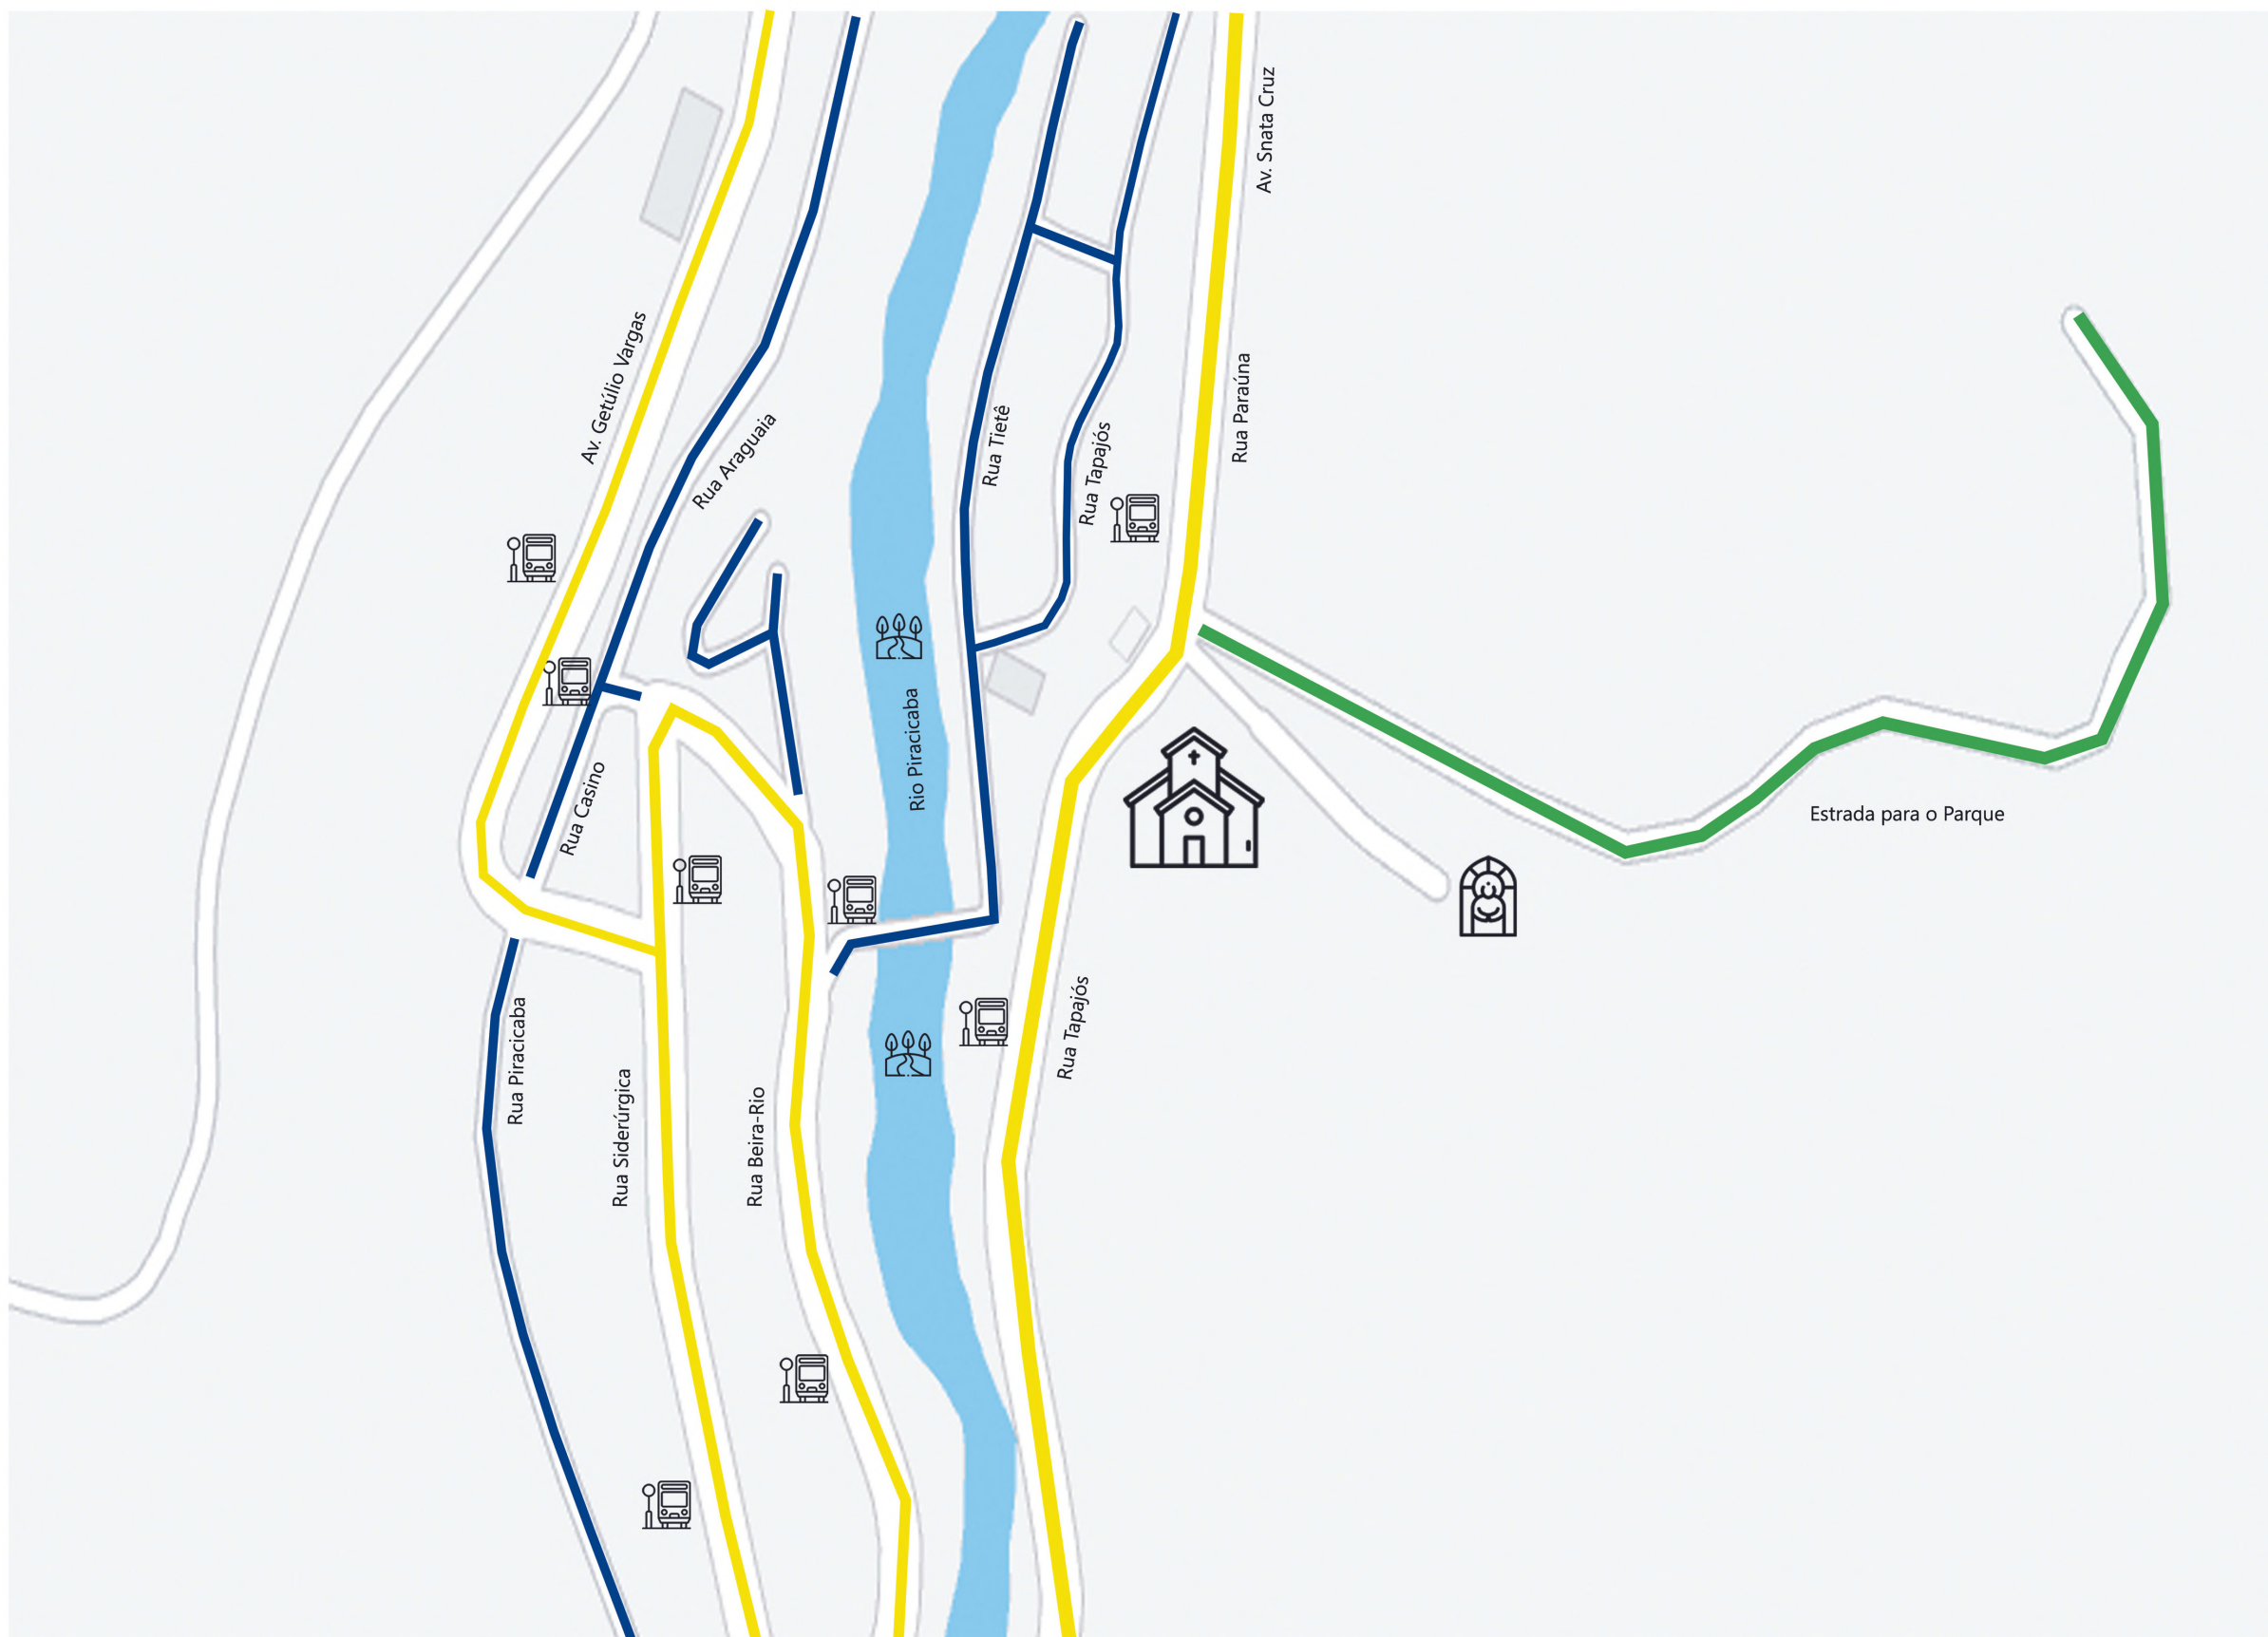 Av. Snata Cruz
Av. Getúlio Vargas
Rua Paraúna
Rua Araguaia
Rua Tietê
Rua Tapajós
Rio Piracicaba
Rua Casino
Estrada para o Parque
Rua Piracicaba
Rua Tapajós
Rua Siderúrgica
Rua Beira-Rio